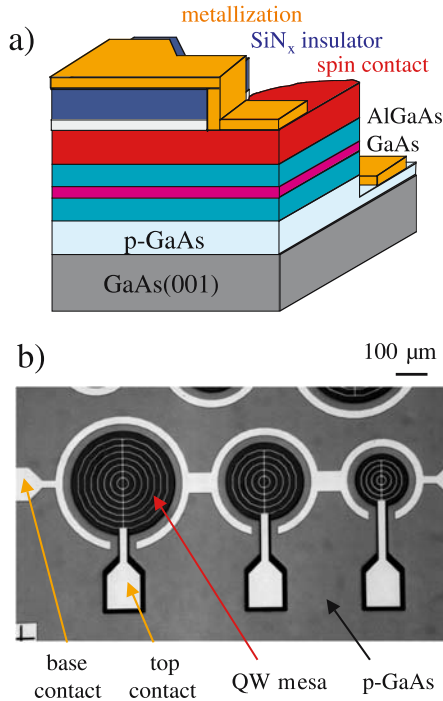 a)
metallization
SiNx insulator
spin contact
AlGaAs
GaAs
p-GaAs
GaAs(001)
b)
100 µm
base contact
top contact
QW mesa
p-GaAs